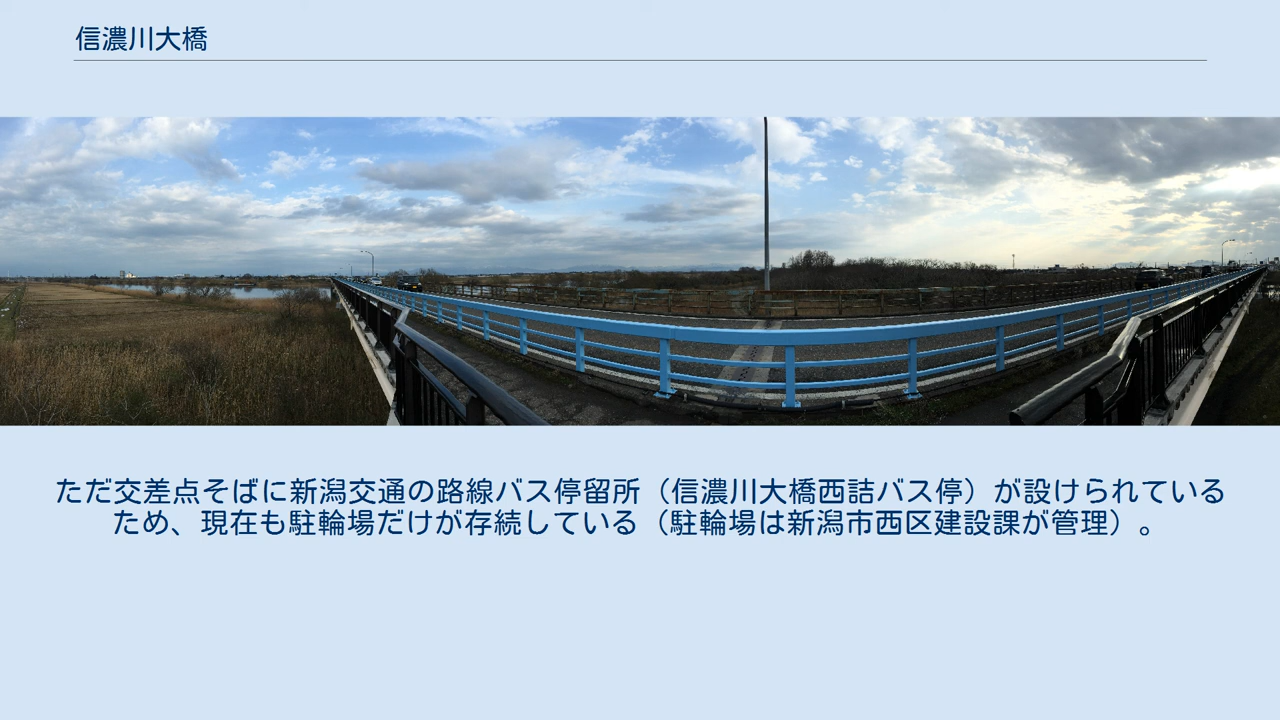 信濃川大橋
ただ交差点そばに新潟交通の路線バス停留所（信濃川大橋西詰バス停）が設けられている
ため、現在も駐輪場だけが存続している（駐輪場は新潟市西区建設課が管理）。